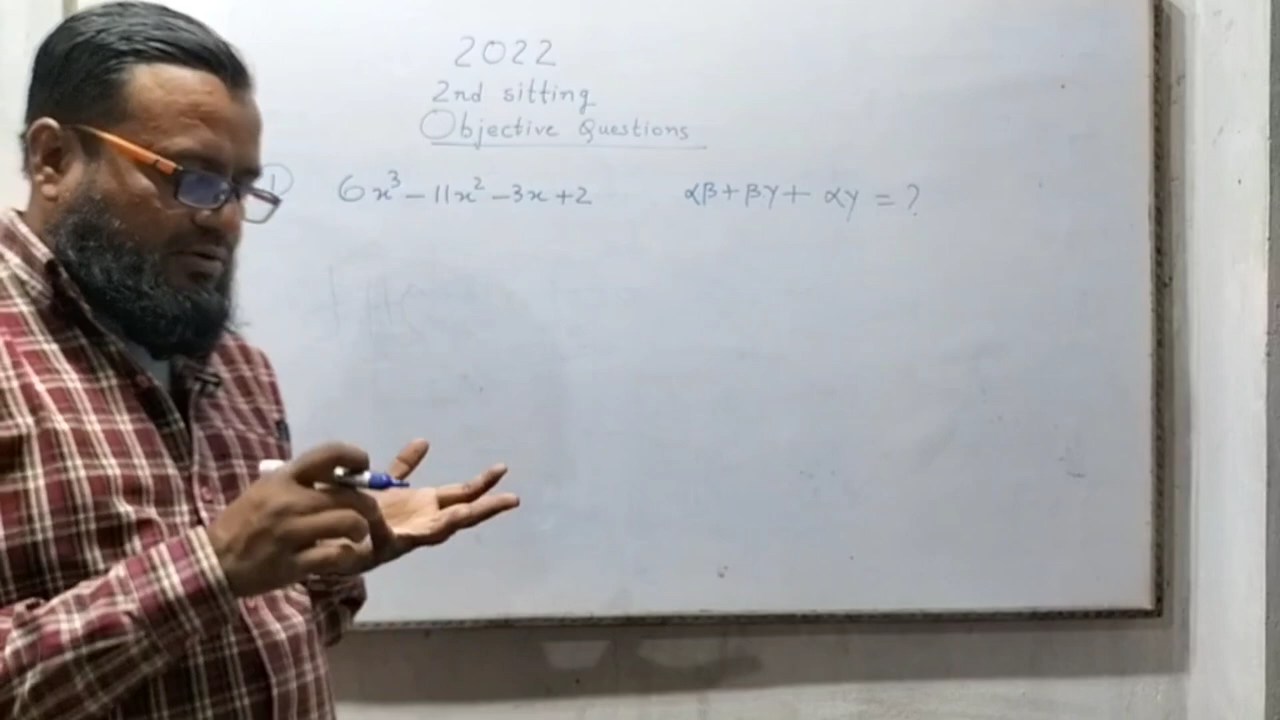 2022
2nd sitting
Objective Questions
1 6x³ - 11x² - 3x + 2 αβ + βγ + αγ = ?